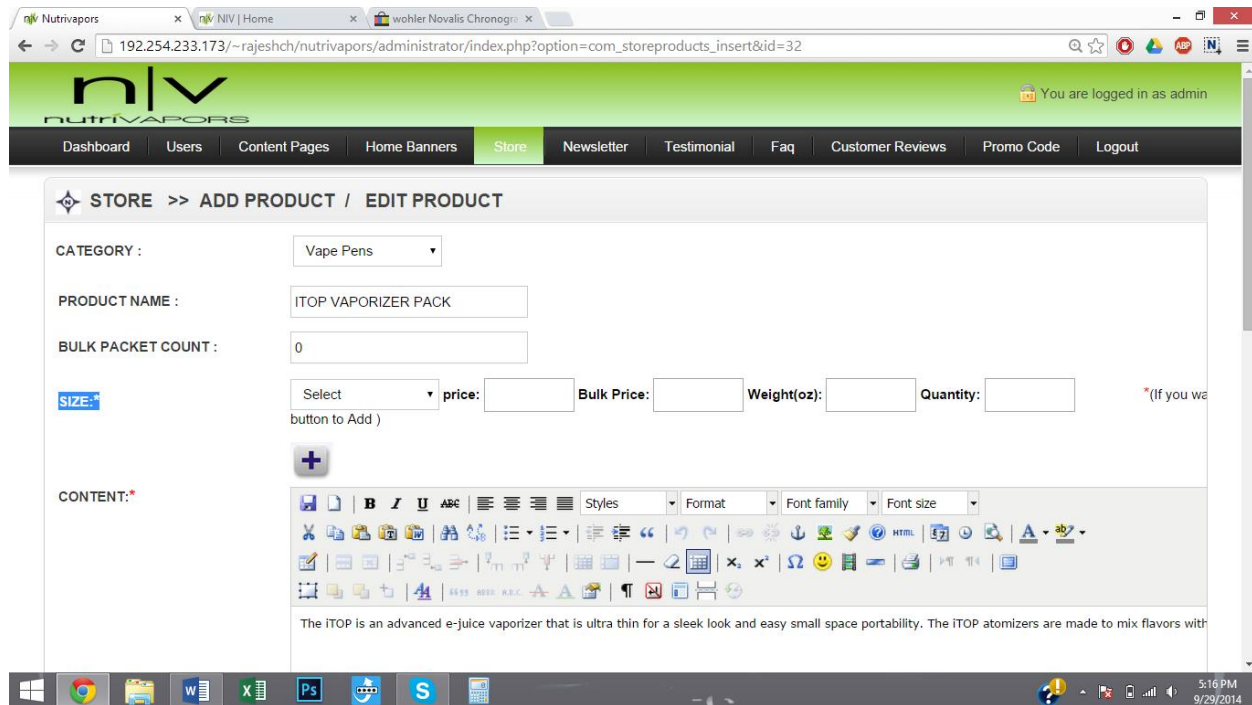 Nutrivapors
NIV | Home
wohler Novalis Chronogra
192.254.233.173/~rajeshch/nutrivapors/administrator/index.php?option=com_storeproducts_insert&id=32
n|v
nutrívapors
You are logged in as admin
Dashboard Users Content Pages Home Banners Store Newsletter Testimonial Faq Customer Reviews Promo Code Logout
STORE >> ADD PRODUCT / EDIT PRODUCT
CATEGORY : Vape Pens
PRODUCT NAME : ITOP VAPORIZER PACK
BULK PACKET COUNT : 0
SIZE:* Select price: Bulk Price: Weight(oz): Quantity: *(If you wa
button to Add )
CONTENT:*
B I U ABC Styles Format Font family Font size
HTML
The iTOP is an advanced e-juice vaporizer that is ultra thin for a sleek look and easy small space portability. The iTOP atomizers are made to mix flavors with
5:16 PM
9/29/2014